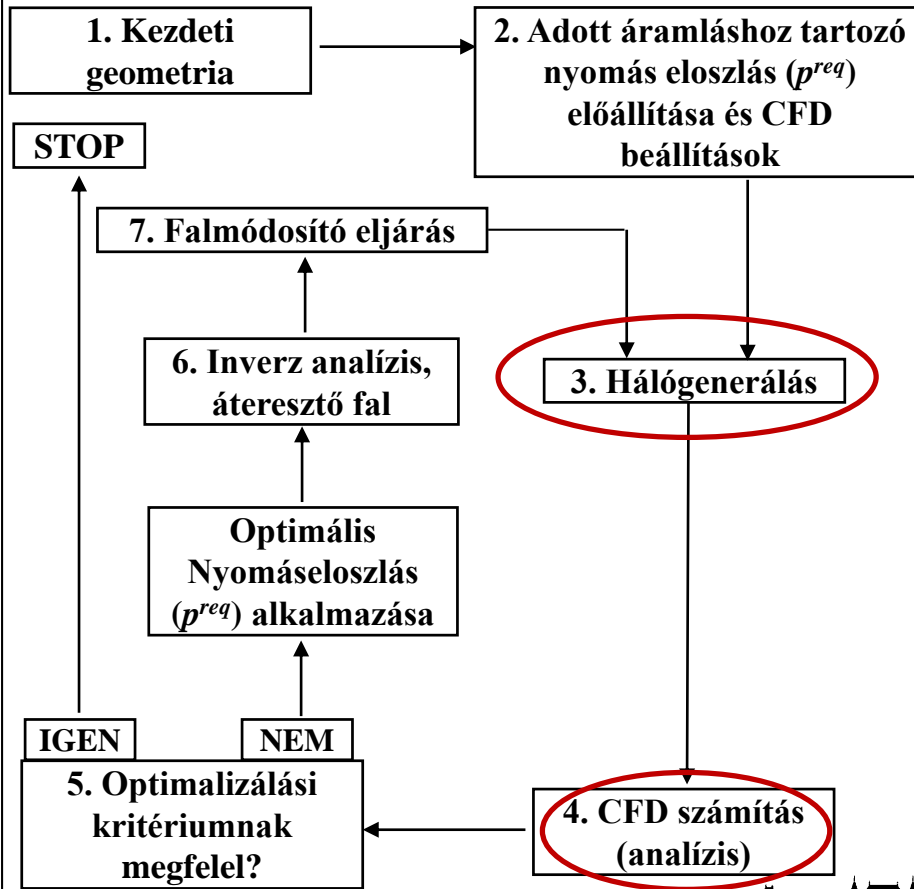 1. Kezdeti
geometria
2. Adott áramláshoz tartozó
nyomás eloszlás (p^req)
előállítása és CFD
beállítások
STOP
7. Falmódosító eljárás
6. Inverz analízis,
áteresztő fal
3. Hálógenerálás
Optimális
Nyomáseloszlás
(p^req) alkalmazása
IGEN
NEM
5. Optimalizálási
kritériumnak
megfelel?
4. CFD számítás
(analízis)